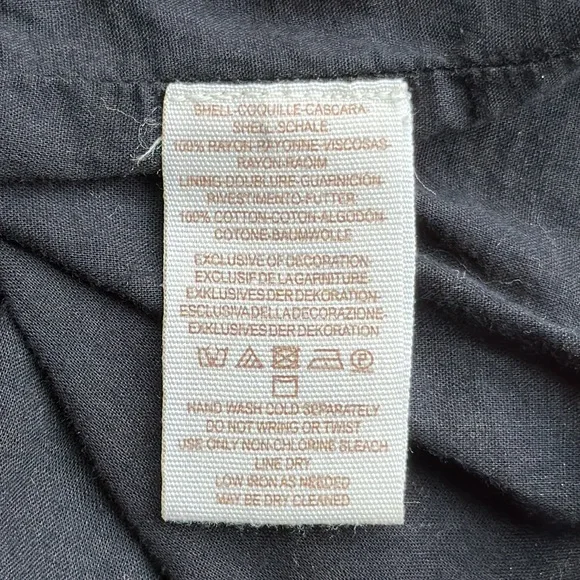 SHELL-COQUILLE-CASCARA-
SHELL-SCHALE
100% RAYON-RAYONNE-VISCOSAS-
RAYON-RADIM
LINING-DOUBLURE-GUARNICIÓN-
RIVESTIMENTO-FUTTER
100% COTTON-COTON-ALGODÓN-
COTONE-BAUMWOLLE
EXCLUSIVE OF DECORATION
EXCLUSIF DE LA GARNITURE
EXKLUSIVES DER DEKORATION-
ESCLUSIVA DELLA DECORAZIONE-
EXKLUSIVES DER DEKORATION
HAND WASH COLD SEPARATELY
DO NOT WRING OR TWIST
USE ONLY NON CHLORINE BLEACH
LINE DRY
LOW IRON AS NEEDED
MAY BE DRY CLEANED